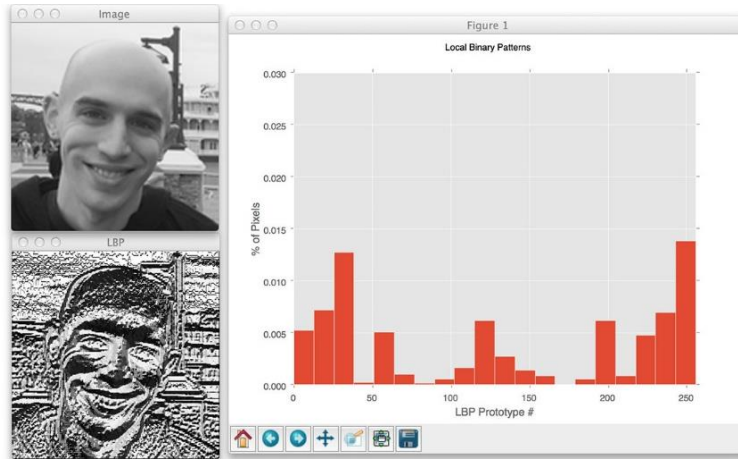 Image
LBP
Figure 1
Local Binary Patterns
% of Pixels
0.030
0.025
0.020
0.015
0.010
0.005
0.000
0
50
100
150
200
250
LBP Prototype #